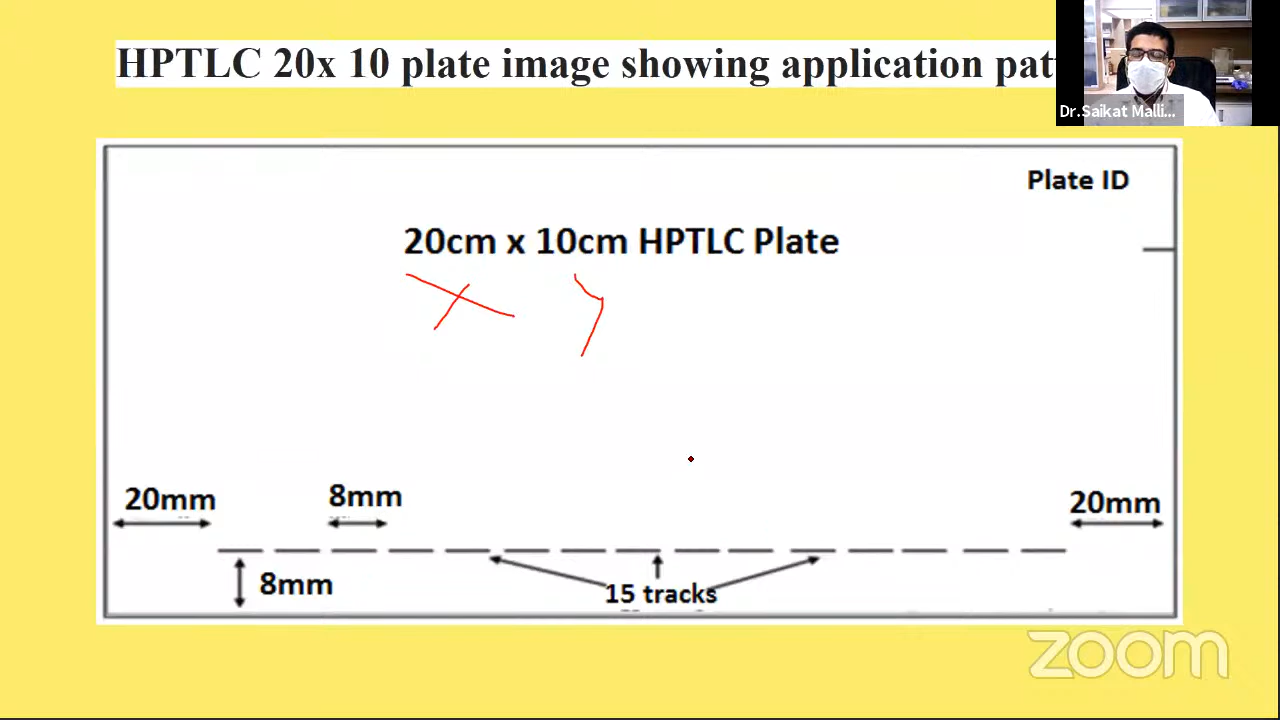 HPTLC 20x 10 plate image showing application
Dr.Saikat Malli...
Plate ID
20cm x 10cm HPTLC Plate
20mm
8mm
20mm
8mm
15 tracks
zoom